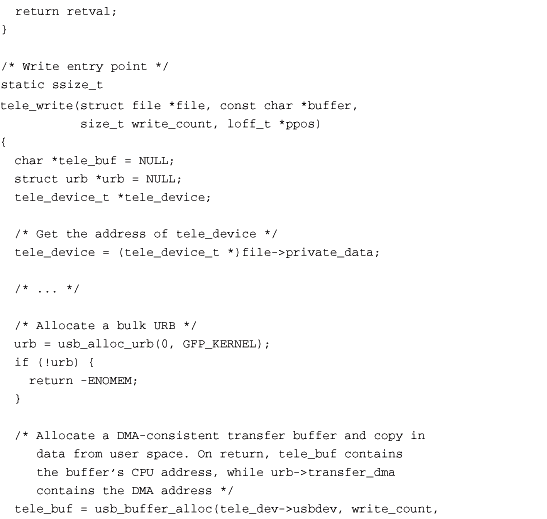 return retval;
}

/* Write entry point */
static ssize_t
tele_write(struct file *file, const char *buffer,
           size_t write_count, loff_t *ppos)
{
  char *tele_buf = NULL;
  struct urb *urb = NULL;
  tele_device_t *tele_device;

  /* Get the address of tele_device */
  tele_device = (tele_device_t *)file->private_data;

  /* ... */

  /* Allocate a bulk URB */
  urb = usb_alloc_urb(0, GFP_KERNEL);
  if (!urb) {
    return -ENOMEM;
  }

  /* Allocate a DMA-consistent transfer buffer and copy in
     data from user space. On return, tele_buf contains
     the buffer's CPU address, while urb->transfer_dma
     contains the DMA address */
  tele_buf = usb_buffer_alloc(tele_dev->usbdev, write_count,